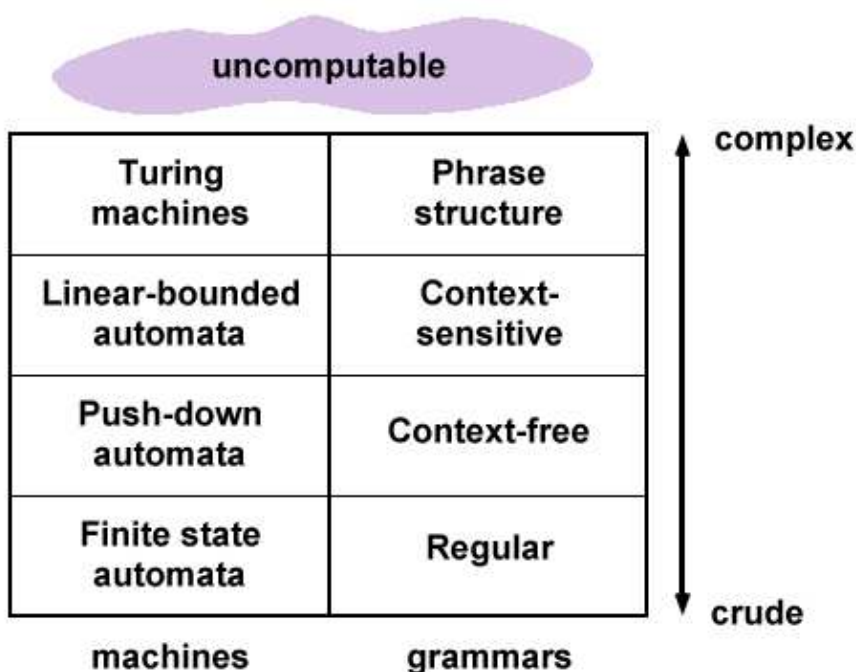 uncomputable
complex
Turing
machines
Phrase
structure
Linear-bounded
automata
Context-
sensitive
Push-down
automata
Context-free
Finite state
automata
Regular
crude
machines
grammars